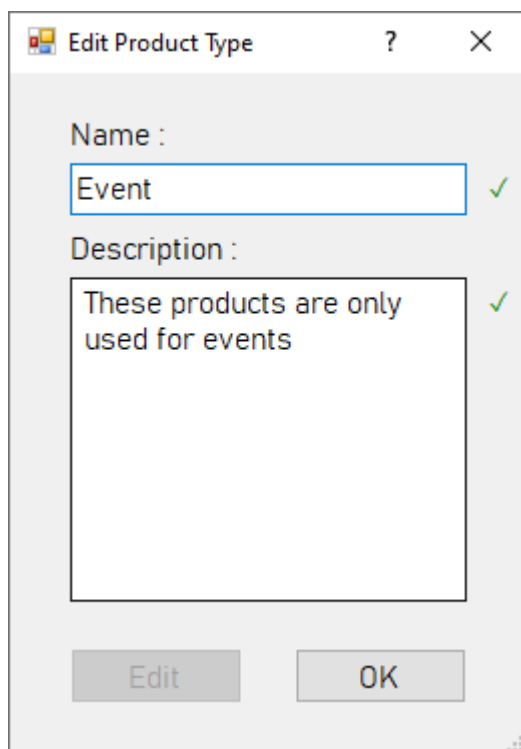 Edit Product Type ?
Name :
Event
Description :
These products are only
used for events
Edit OK